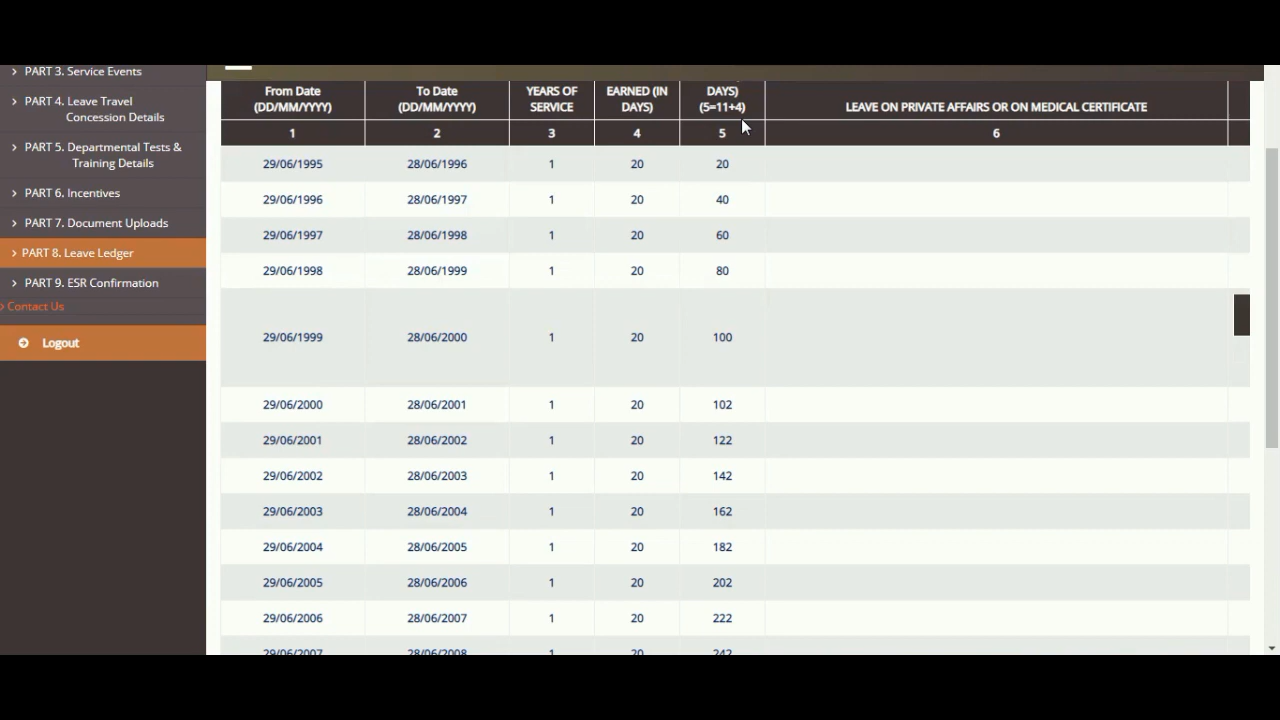 PART 3. Service Events
PART 4. Leave Travel
Concession Details
PART 5. Departmental Tests &
Training Details
PART 6. Incentives
PART 7. Document Uploads
PART 8. Leave Ledger
PART 9. ESR Confirmation
Contact Us
Logout
From Date (DD/MM/YYYY) To Date (DD/MM/YYYY) YEARS OF SERVICE EARNED (IN DAYS) DAYS) (5=11+4) LEAVE ON PRIVATE AFFAIRS OR ON MEDICAL CERTIFICATE
1 2 3 4 5 6
29/06/1995 28/06/1996 1 20 20
29/06/1996 28/06/1997 1 20 40
29/06/1997 28/06/1998 1 20 60
29/06/1998 28/06/1999 1 20 80
29/06/1999 28/06/2000 1 20 100
29/06/2000 28/06/2001 1 20 102
29/06/2001 28/06/2002 1 20 122
29/06/2002 28/06/2003 1 20 142
29/06/2003 28/06/2004 1 20 162
29/06/2004 28/06/2005 1 20 182
29/06/2005 28/06/2006 1 20 202
29/06/2006 28/06/2007 1 20 222
29/06/2007 28/06/2008 1 20 242